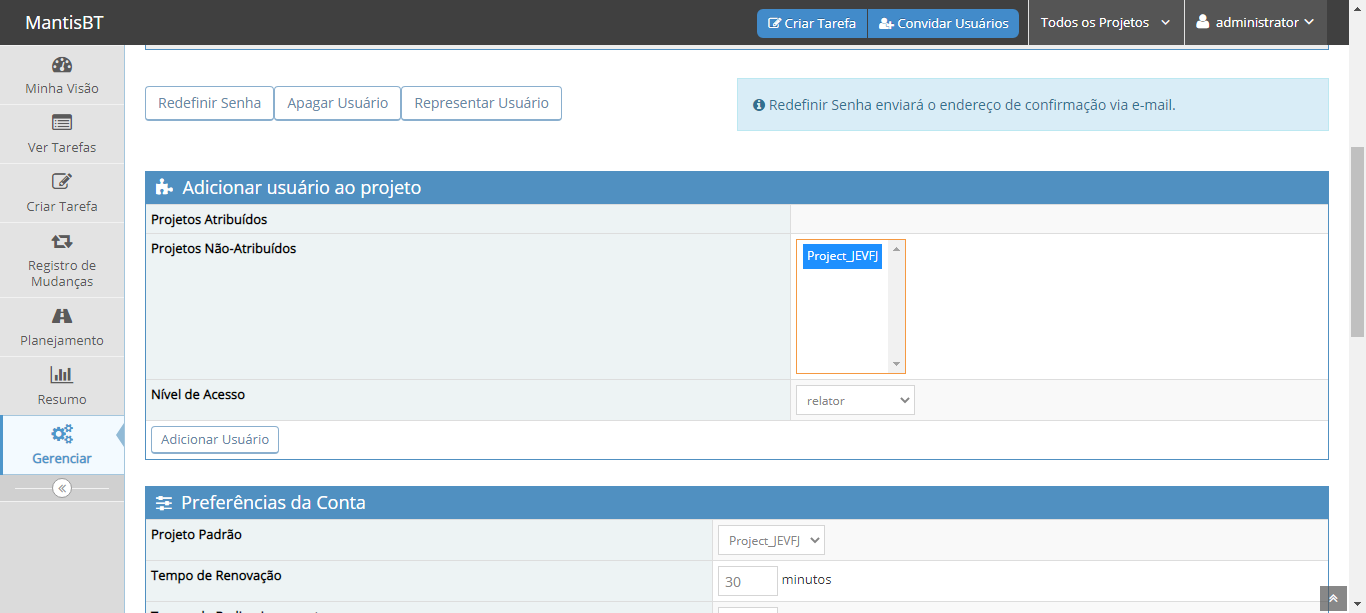 MantisBT
Criar Tarefa
Convidar Usuários
Todos os Projetos
administrator
Minha Visão
Ver Tarefas
Criar Tarefa
Registro de
Mudanças
Planejamento
Resumo
Gerenciar
Redefinir Senha
Apagar Usuário
Representar Usuário
Redefinir Senha enviará o endereço de confirmação via e-mail.
Adicionar usuário ao projeto
Projetos Atribuídos
Projetos Não-Atribuídos
Project_JEVFJ
Nível de Acesso
relator
Adicionar Usuário
Preferências da Conta
Projeto Padrão
Project_JEVFJ
Tempo de Renovação
30 minutos